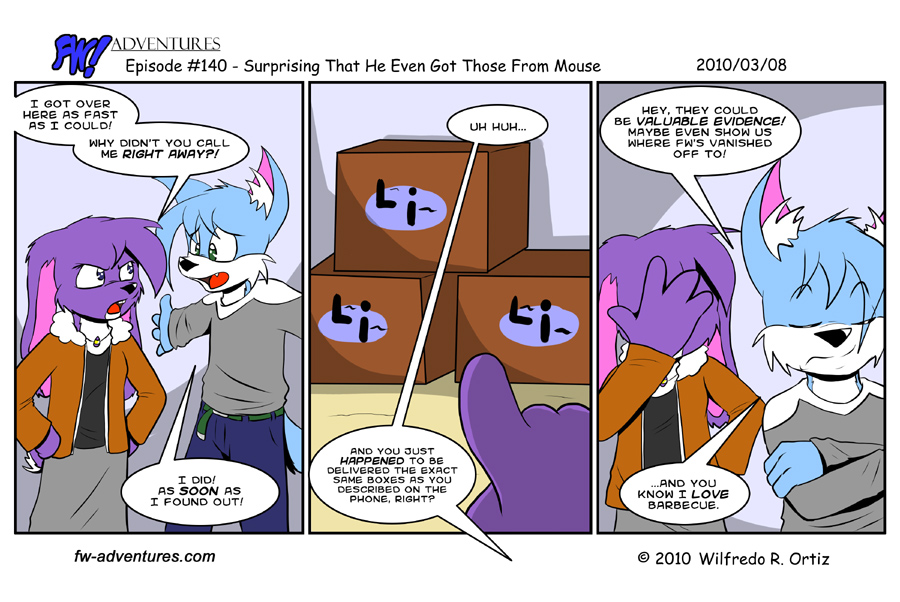 FW! ADVENTURES
Episode #140 - Surprising That He Even Got Those From Mouse
2010/03/08
I GOT OVER
HERE AS FAST
AS I COULD!
WHY DIDN'T YOU CALL
ME RIGHT AWAY?!
I DID!
AS SOON AS
I FOUND OUT!
UH HUH...
Li~
Li~
Li~
AND YOU JUST
HAPPENED TO BE
DELIVERED THE EXACT
SAME BOXES AS YOU
DESCRIBED ON THE
PHONE, RIGHT?
HEY, THEY COULD
BE VALUABLE EVIDENCE!
MAYBE EVEN SHOW US
WHERE FW'S VANISHED
OFF TO!
...AND YOU
KNOW I LOVE
BARBECUE.
fw-adventures.com
© 2010 Wilfredo R. Ortiz